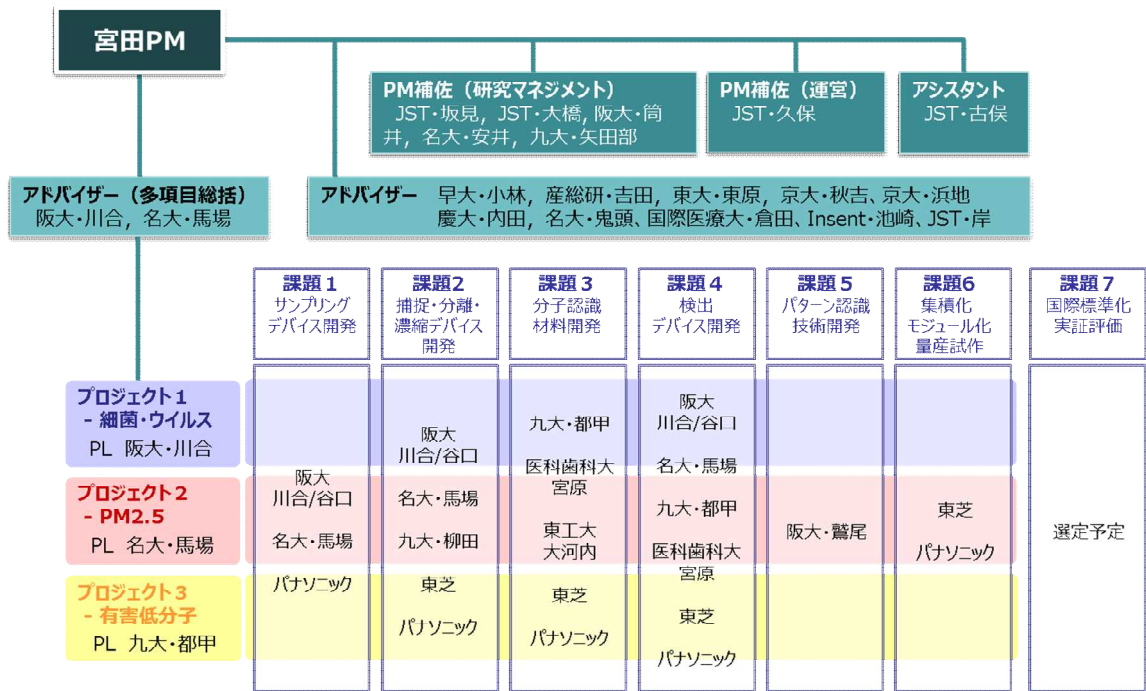 宮田PM
PM補佐（研究マネジメント）
JST・坂見, JST・大橋, 阪大・筒
井, 名大・安井, 九大・矢田部
PM補佐（運営）
JST・久保
アシスタント
JST・古俣
アドバイザー（多項目総括）
阪大・川合, 名大・馬場
アドバイザー 早大・小林, 産総研・吉田, 東大・東原, 京大・秋吉、京大・浜地
慶大・内田, 名大・鬼頭、国際医療大・倉田、Insent・池崎、JST・岸
課題１
サンプリング
デバイス開発
課題2
捕捉・分離・
濃縮デバイス
開発
課題３
分子認識
材料開発
課題４
検出
デバイス開発
課題５
パターン認識
技術開発
課題6
集積化
モジュール化
量産試作
課題７
国際標準化
実証評価
プロジェクト１
- 細菌・ウイルス
PL 阪大・川合
プロジェクト２
- PM2.5
PL 名大・馬場
プロジェクト３
- 有害低分子
PL 九大・都甲
阪大
川合/谷口
名大・馬場
パナソニック
阪大
川合/谷口
名大・馬場
九大・柳田
東芝
パナソニック
九大・都甲
医科歯科大
宮原
東工大
大河内
東芝
パナソニック
阪大
川合/谷口
名大・馬場
九大・都甲
医科歯科大
宮原
東芝
パナソニック
阪大・鷲尾
東芝
パナソニック
選定予定